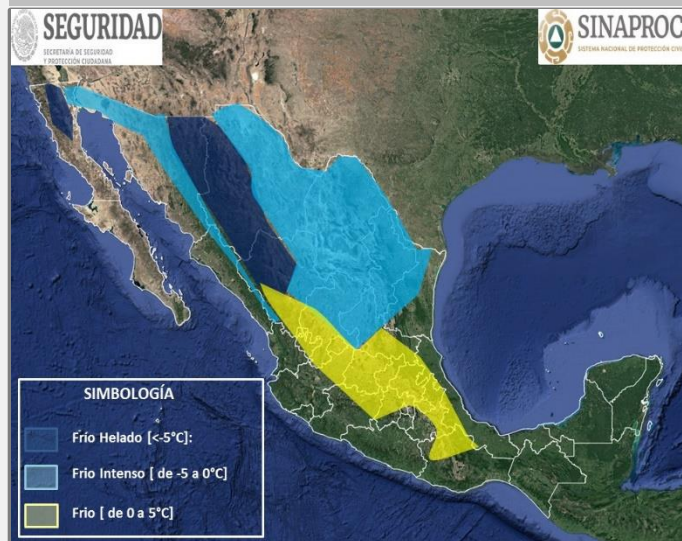 SEGURIDAD
SECRETARÍA DE SEGURIDAD
Y PROTECCIÓN CIUDADANA
SINAPROC
SISTEMA NACIONAL DE PROTECCIÓN CIVIL
SIMBOLOGÍA
Frío Helado [<-5°C]:
Frio Intenso [ de -5 a 0°C]
Frio [ de 0 a 5°C]